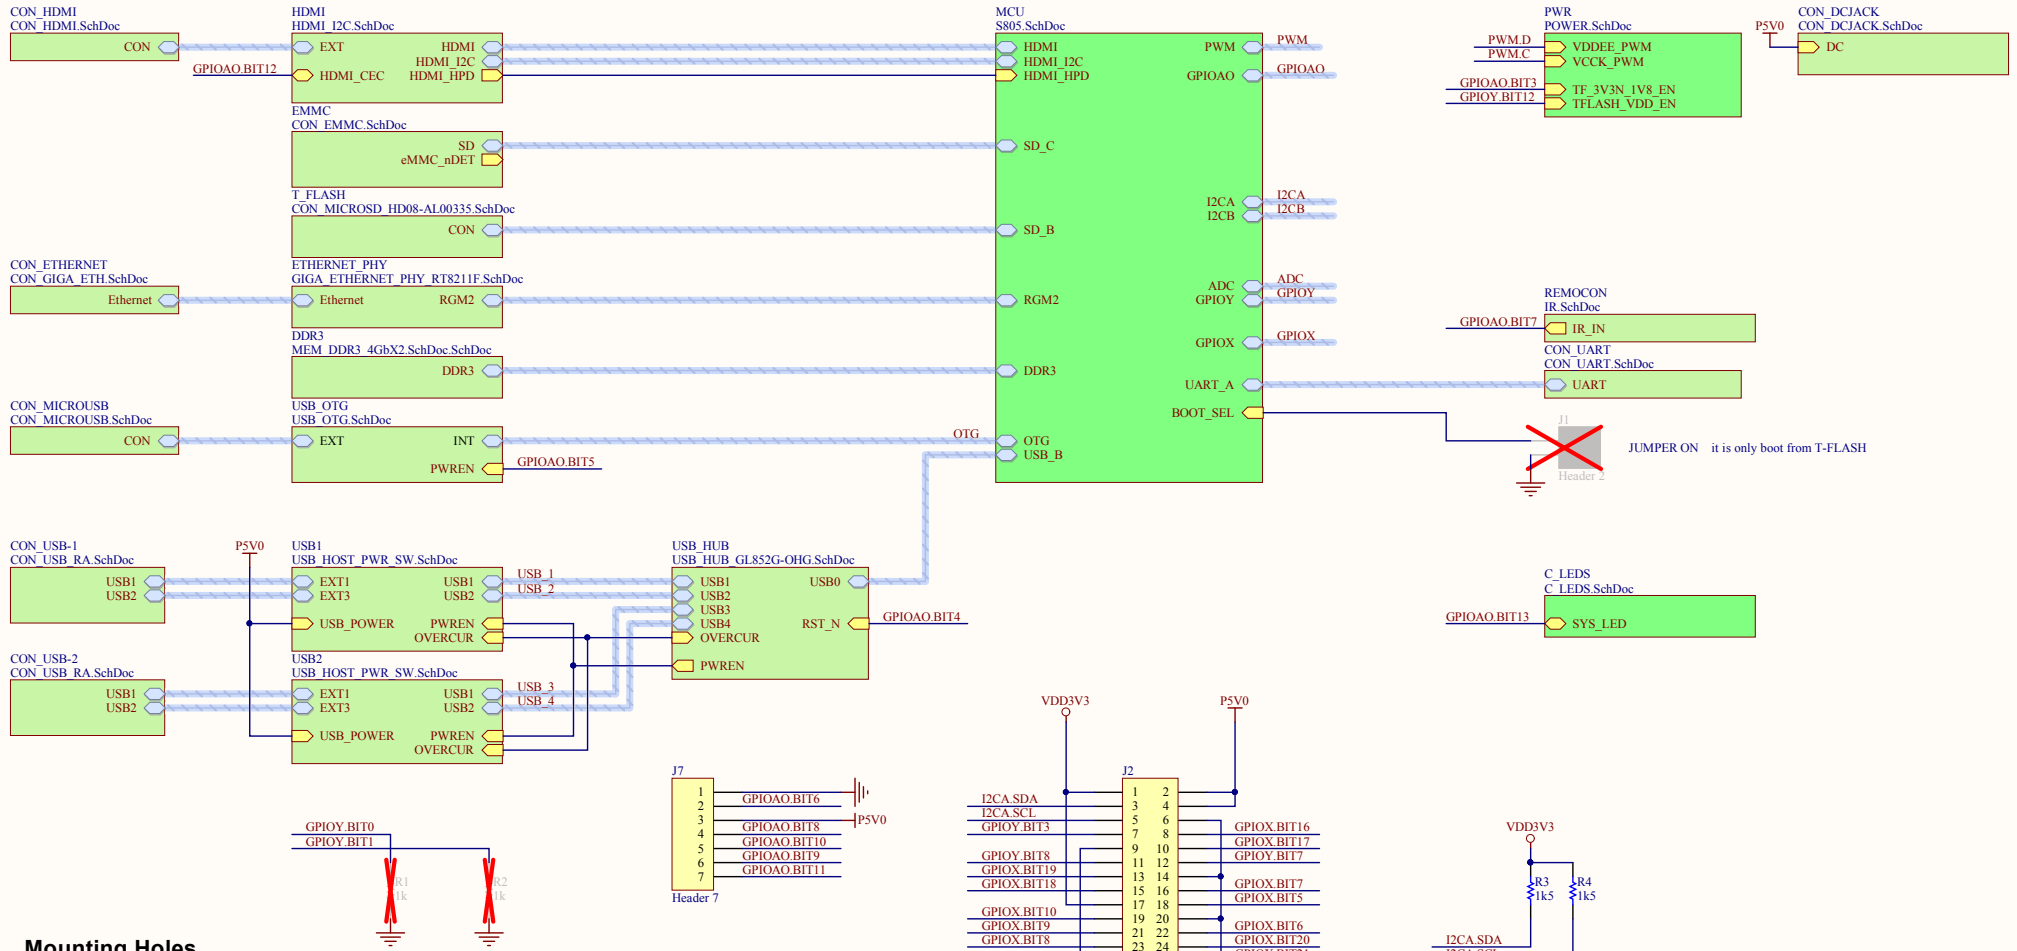 CON_HDMI
CON_HDMI.SchDoc
CON
HDMI
HDMI_I2C.SchDoc
EXT
HDMI
HDMI_I2C
GPIOAO.BIT12
HDMI_CEC
HDMI_HPD
MCU
S805.SchDoc
HDMI
HDMI_I2C
HDMI_HPD
PWM
PWM
GPIOAO
GPIOAO
PWR
POWER.SchDoc
PWM.D
VDDEE_PWM
PWM.C
VCCK_PWM
GPIOAO.BIT3
TF_3V3N_1V8_EN
GPIOY.BIT12
TFLASH_VDD_EN
CON_DCJACK
CON_DCJACK.SchDoc
P5V0
DC
EMMC
CON_EMMC.SchDoc
SD
eMMC_nDET
SD_C
T_FLASH
CON_MICROSD_HD08-AL00335.SchDoc
CON
SD_B
I2CA
I2CA
I2CB
I2CB
CON_ETHERNET
CON_GIGA_ETH.SchDoc
Ethernet
ETHERNET_PHY
GIGA_ETHERNET_PHY_RT8211F.SchDoc
Ethernet
RGM2
RGM2
ADC
ADC
GPIOY
GPIOY
REMOCON
IR.SchDoc
GPIOAO.BIT7
IR_IN
DDR3
MEM_DDR3_4GbX2.SchDoc.SchDoc
DDR3
DDR3
GPIOX
GPIOX
CON_UART
CON_UART.SchDoc
UART_A
UART
CON_MICROUSB
CON_MICROUSB.SchDoc
CON
USB_OTG
USB_OTG.SchDoc
EXT
INT
OTG
OTG
USB_B
PWREN
GPIOAO.BIT5
BOOT_SEL
J1
Header 2
JUMPER ON it is only boot from T-FLASH
CON_USB-1
CON_USB_RA.SchDoc
USB1
USB2
P5V0
USB1
USB_HOST_PWR_SW.SchDoc
EXT1
EXT3
USB1
USB2
USB_1
USB_2
USB_POWER
PWREN
OVERCUR
USB_HUB
USB_HUB_GL852G-OHG.SchDoc
USB1
USB2
USB3
USB4
OVERCUR
PWREN
USB0
RST_N
GPIOAO.BIT4
C_LEDS
C_LEDS.SchDoc
GPIOAO.BIT13
SYS_LED
CON_USB-2
CON_USB_RA.SchDoc
USB1
USB2
USB2
USB_HOST_PWR_SW.SchDoc
EXT1
EXT3
USB1
USB2
USB_3
USB_4
USB_POWER
PWREN
OVERCUR
J7
1
2
3
4
5
6
7
GPIOAO.BIT6
P5V0
GPIOAO.BIT8
GPIOAO.BIT10
GPIOAO.BIT9
GPIOAO.BIT11
Header 7
VDD3V3
P5V0
J2
1 2
I2CA.SDA 3 4
I2CA.SCL 5 6
GPIOY.BIT3 7 8 GPIOX.BIT16
9 10 GPIOX.BIT17
GPIOY.BIT8 11 12 GPIOY.BIT7
GPIOX.BIT19 13 14
GPIOX.BIT18 15 16 GPIOX.BIT7
17 18 GPIOX.BIT5
GPIOX.BIT10 19 20
GPIOX.BIT9 21 22 GPIOX.BIT6
GPIOX.BIT8 23 24 GPIOX.BIT20
GPIOY.BIT0
GPIOY.BIT1
R1
1k
R2
1k
VDD3V3
R3
1k5
R4
1k5
I2CA.SDA
Mounting Holes